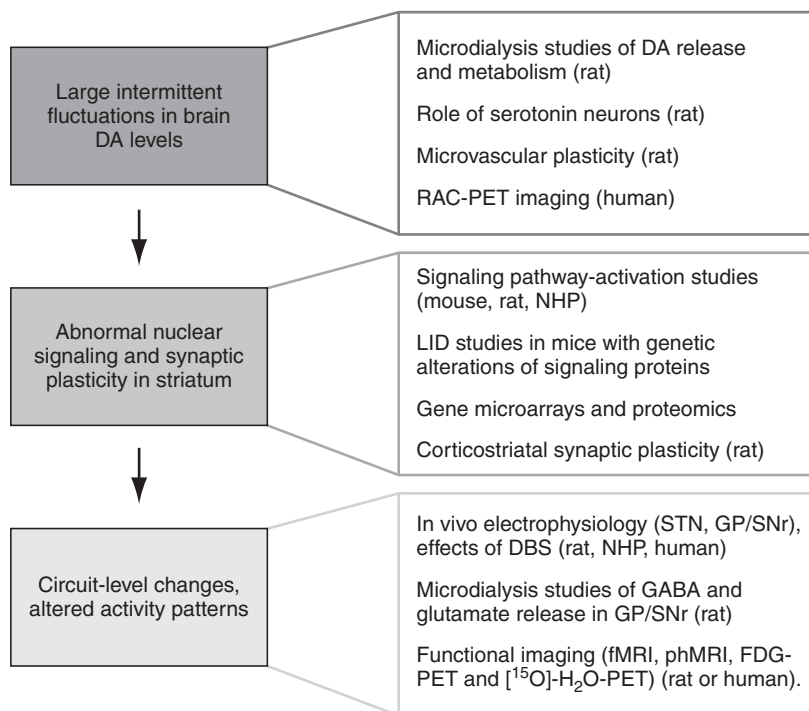 Large intermittent
fluctuations in brain
DA levels
Microdialysis studies of DA release
and metabolism (rat)
Role of serotonin neurons (rat)
Microvascular plasticity (rat)
RAC-PET imaging (human)
Abnormal nuclear
signaling and synaptic
plasticity in striatum
Signaling pathway-activation studies
(mouse, rat, NHP)
LID studies in mice with genetic
alterations of signaling proteins
Gene microarrays and proteomics
Corticostriatal synaptic plasticity (rat)
Circuit-level changes,
altered activity patterns
In vivo electrophysiology (STN, GP/SNr),
effects of DBS (rat, NHP, human)
Microdialysis studies of GABA and
glutamate release in GP/SNr (rat)
Functional imaging (fMRI, phMRI, FDG-
PET and [¹⁵O]-H₂O-PET) (rat or human).